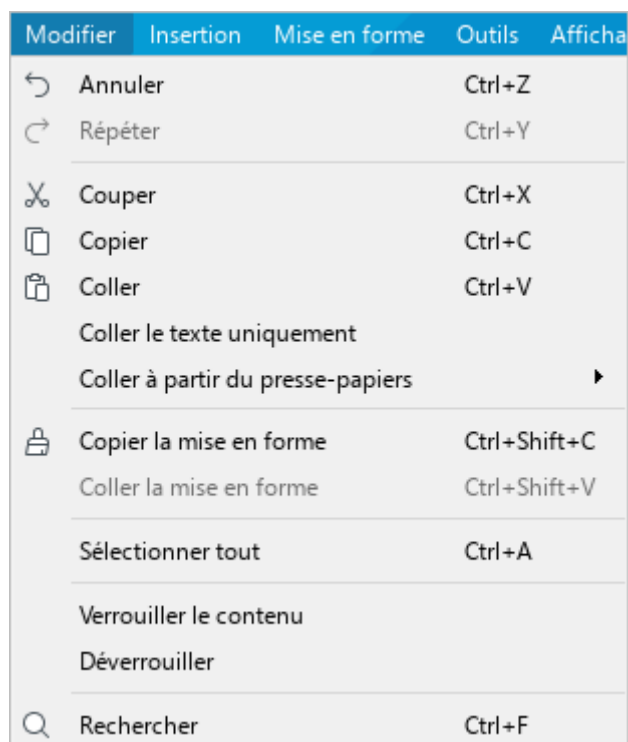 Modifier Insertion Mise en forme Outils Afficha
Annuler Ctrl+Z
Répéter Ctrl+Y
Couper Ctrl+X
Copier Ctrl+C
Coller Ctrl+V
Coller le texte uniquement
Coller à partir du presse-papiers
Copier la mise en forme Ctrl+Shift+C
Coller la mise en forme Ctrl+Shift+V
Sélectionner tout Ctrl+A
Verrouiller le contenu
Déverrouiller
Rechercher Ctrl+F